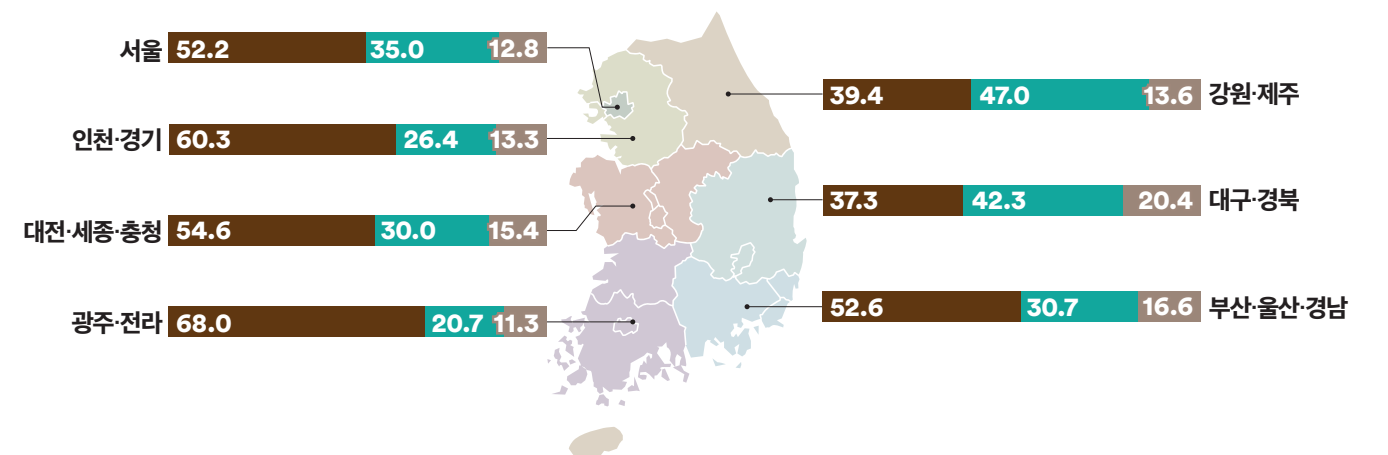 서울 52.2 35.0 12.8
인천·경기 60.3 26.4 13.3
대전·세종·충청 54.6 30.0 15.4
광주·전라 68.0 20.7 11.3
39.4 47.0 13.6 강원·제주
37.3 42.3 20.4 대구·경북
52.6 30.7 16.6 부산·울산·경남